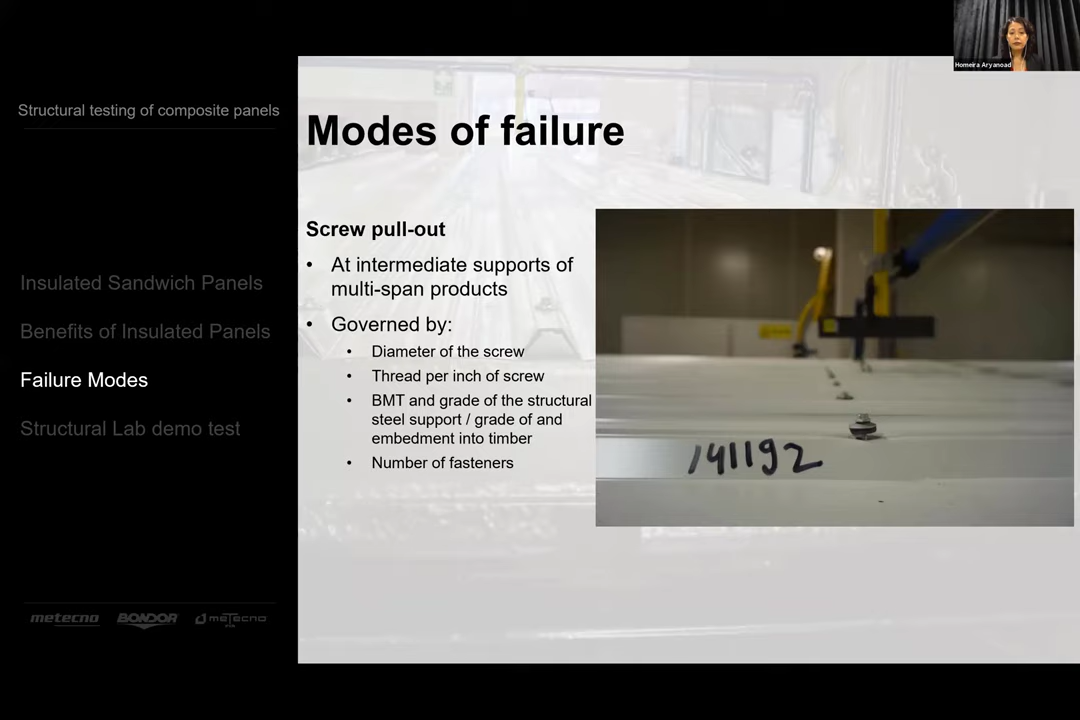 Homeira Aryanoad
Structural testing of composite panels
Insulated Sandwich Panels
Benefits of Insulated Panels
Failure Modes
Structural Lab demo test
metecno
BONDOR
metecno
Modes of failure
Screw pull-out
• At intermediate supports of
multi-span products
• Governed by:
• Diameter of the screw
• Thread per inch of screw
• BMT and grade of the structural
steel support / grade of and
embedment into timber
• Number of fasteners
141192